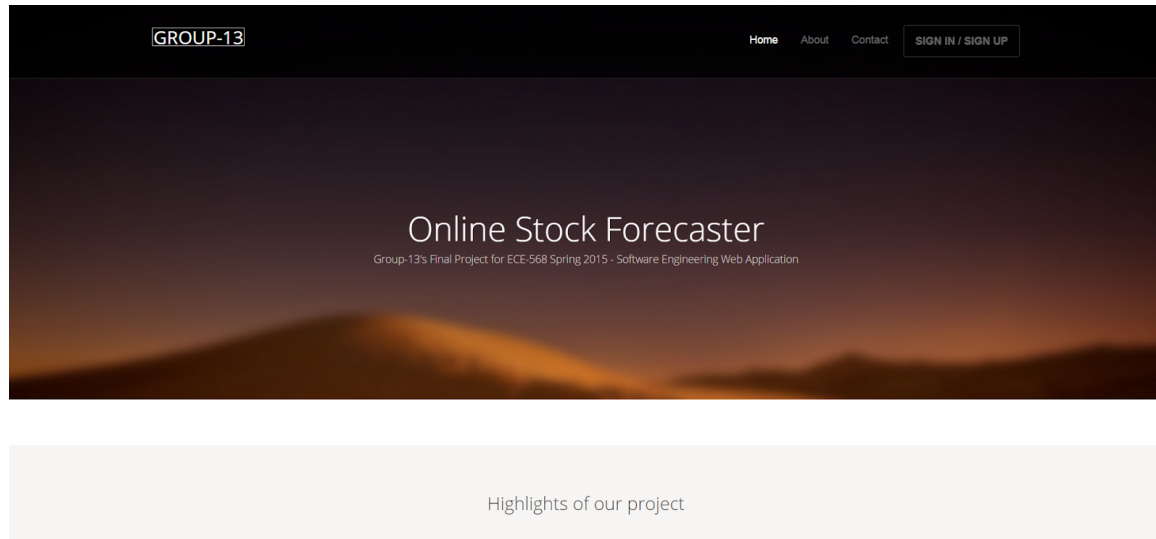 GROUP-13
Home About Contact SIGN IN / SIGN UP
Online Stock Forecaster
Group-13's Final Project for ECE-568 Spring 2015 - Software Engineering Web Application
Highlights of our project